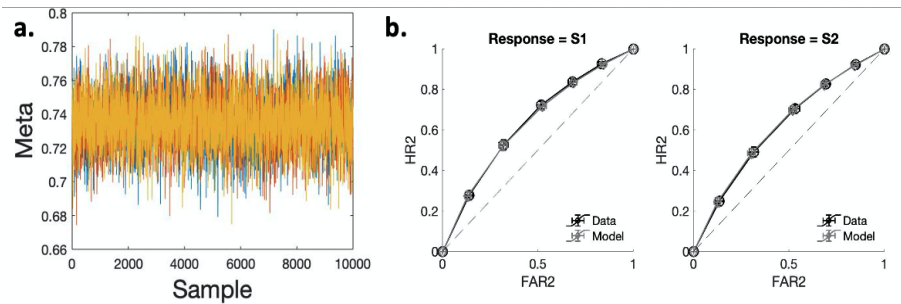 a.
0.78
0.8
0.76
0.74
0.72
0.7
0.68
0.66
Meta
0 2000 4000 6000 8000 10000
Sample
b.
Response = S1
1
0.8
0.6
0.4
0.2
0
HR2
Data
Model
0 0.5 1
FAR2
Response = S2
1
0.8
0.6
0.4
0.2
0
HR2
Data
Model
0 0.5 1
FAR2